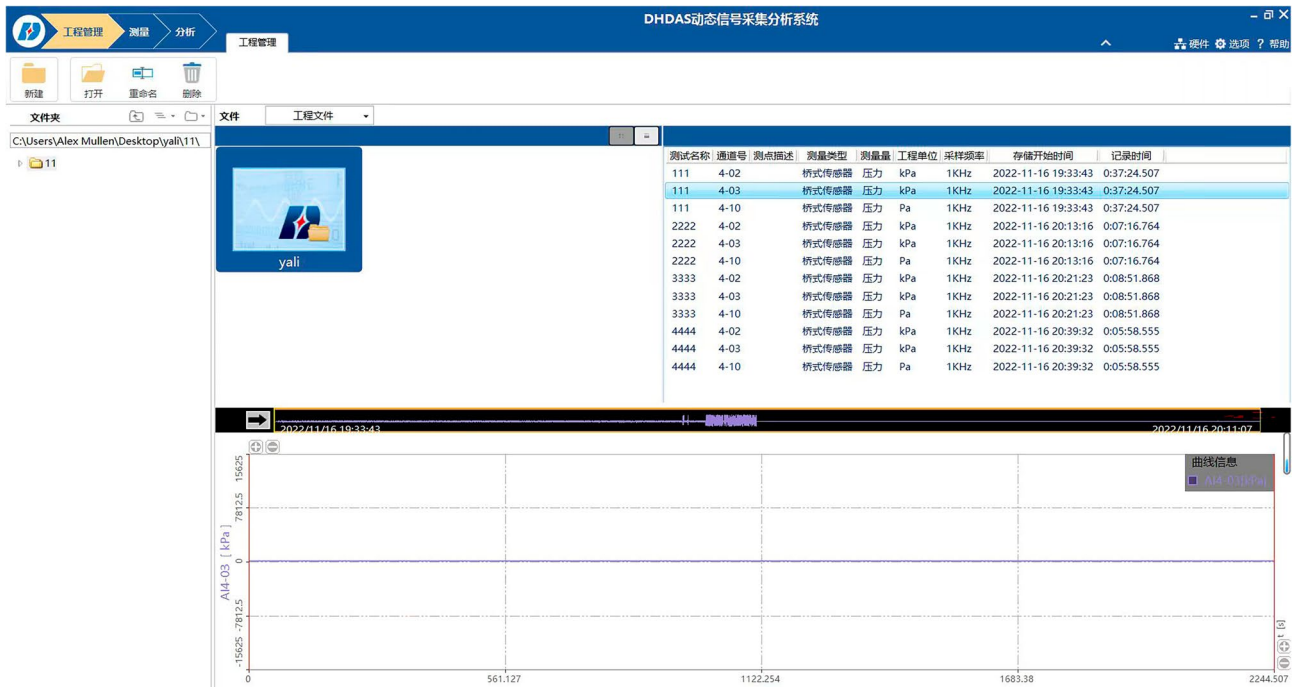 DHDAS动态信号采集分析系统
工程管理 测量 分析
工程管理
硬件 选项 ? 帮助
新建 打开 重命名 删除
文件夹
文件 工程文件
C:\Users\Alex Mullen\Desktop\yali\11\
11
yali
测试名称 通道号 测点描述 测量类型 测量量 工程单位 采样频率 存储开始时间 记录时间
111 4-02 桥式传感器 压力 kPa 1KHz 2022-11-16 19:33:43 0:37:24.507
111 4-03 桥式传感器 压力 kPa 1KHz 2022-11-16 19:33:43 0:37:24.507
111 4-10 桥式传感器 压力 Pa 1KHz 2022-11-16 19:33:43 0:37:24.507
2222 4-02 桥式传感器 压力 kPa 1KHz 2022-11-16 20:13:16 0:07:16.764
2222 4-03 桥式传感器 压力 kPa 1KHz 2022-11-16 20:13:16 0:07:16.764
2222 4-10 桥式传感器 压力 Pa 1KHz 2022-11-16 20:13:16 0:07:16.764
3333 4-02 桥式传感器 压力 kPa 1KHz 2022-11-16 20:21:23 0:08:51.868
3333 4-03 桥式传感器 压力 kPa 1KHz 2022-11-16 20:21:23 0:08:51.868
3333 4-10 桥式传感器 压力 Pa 1KHz 2022-11-16 20:21:23 0:08:51.868
4444 4-02 桥式传感器 压力 kPa 1KHz 2022-11-16 20:39:32 0:05:58.555
4444 4-03 桥式传感器 压力 kPa 1KHz 2022-11-16 20:39:32 0:05:58.555
4444 4-10 桥式传感器 压力 Pa 1KHz 2022-11-16 20:39:32 0:05:58.555
2022/11/16 19:33:43 2022/11/16 20:11:07
曲线信息
AI4-03[kPa]
AI4-03 [ kPa ]
15625
7812.5
0
-7812.5
-15625
0 561.127 1122.254 1683.38 2244.507
t [s]